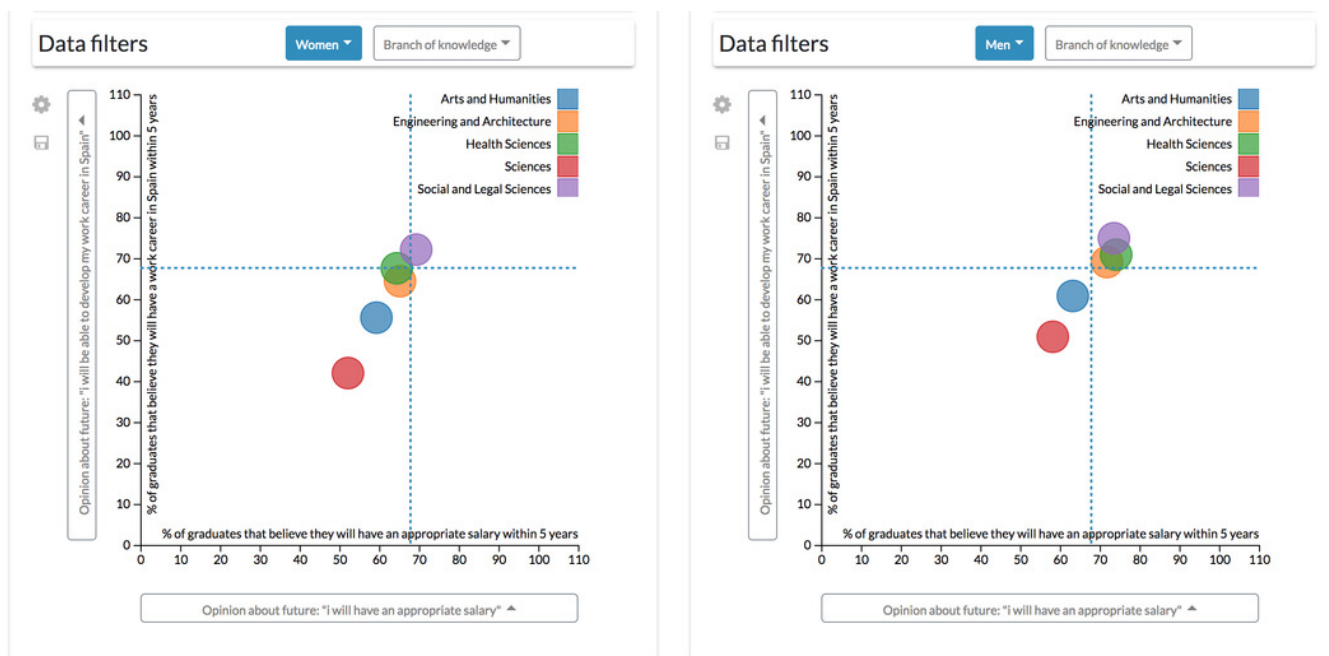 Data filters
Women
Branch of knowledge
Opinion about future: "i will be able to develop my work career in Spain"
% of graduates that believe they will have a work career in Spain within 5 years
Arts and Humanities
Engineering and Architecture
Health Sciences
Sciences
Social and Legal Sciences
110
100
90
80
70
60
50
40
30
20
10
0
% of graduates that believe they will have an appropriate salary within 5 years
0 10 20 30 40 50 60 70 80 90 100 110
Opinion about future: "i will have an appropriate salary"
Data filters
Men
Branch of knowledge
Opinion about future: "i will be able to develop my work career in Spain"
% of graduates that believe they will have a work career in Spain within 5 years
Arts and Humanities
Engineering and Architecture
Health Sciences
Sciences
Social and Legal Sciences
110
100
90
80
70
60
50
40
30
20
10
0
% of graduates that believe they will have an appropriate salary within 5 years
0 10 20 30 40 50 60 70 80 90 100 110
Opinion about future: "i will have an appropriate salary"